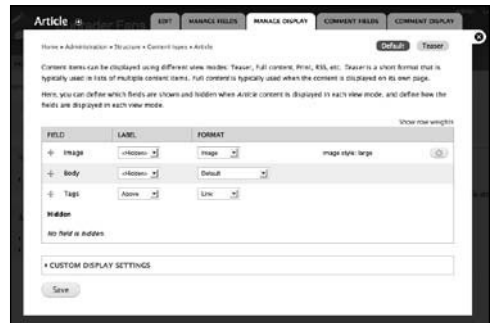 Article
EDIT
MANAGE FIELDS
MANAGE DISPLAY
COMMENT FIELDS
COMMENT DISPLAY
Home » Administration » Structure » Content types » Article
Default
Teaser
Content items can be displayed using different view modes: Teaser, Full content, Print, RSS, etc. Teaser is a short format that is
typically used in lists of multiple content items. Full content is typically used when the content is displayed on its own page.
Here, you can define which fields are shown and hidden when Article content is displayed in each view mode, and define how the
fields are displayed in each view mode.
Show row weights
FIELD LABEL FORMAT
Image <Hidden> Image Image style: large
Body <Hidden> Default
Tags Above Link
Hidden
No field is hidden.
CUSTOM DISPLAY SETTINGS
Save